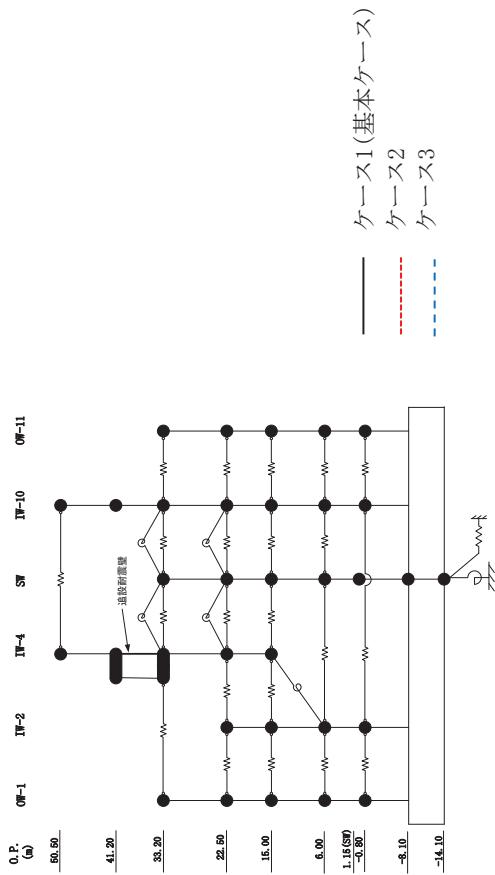 O.P.
(m)
OW-1
IW-2
IW-4
SW
IW-10
OW-11
50.50
41.20
33.20
22.50
15.00
6.00
1.15(SW)
-0.80
-8.10
-14.10
追設耐震壁
ケース1(基本ケース)
ケース2
ケース3